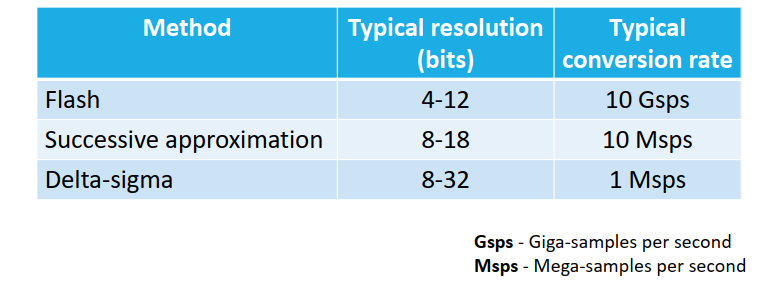 Method Typical resolution (bits) Typical conversion rate
Flash 4-12 10 Gsps
Successive approximation 8-18 10 Msps
Delta-sigma 8-32 1 Msps
Gsps - Giga-samples per second
Msps - Mega-samples per second